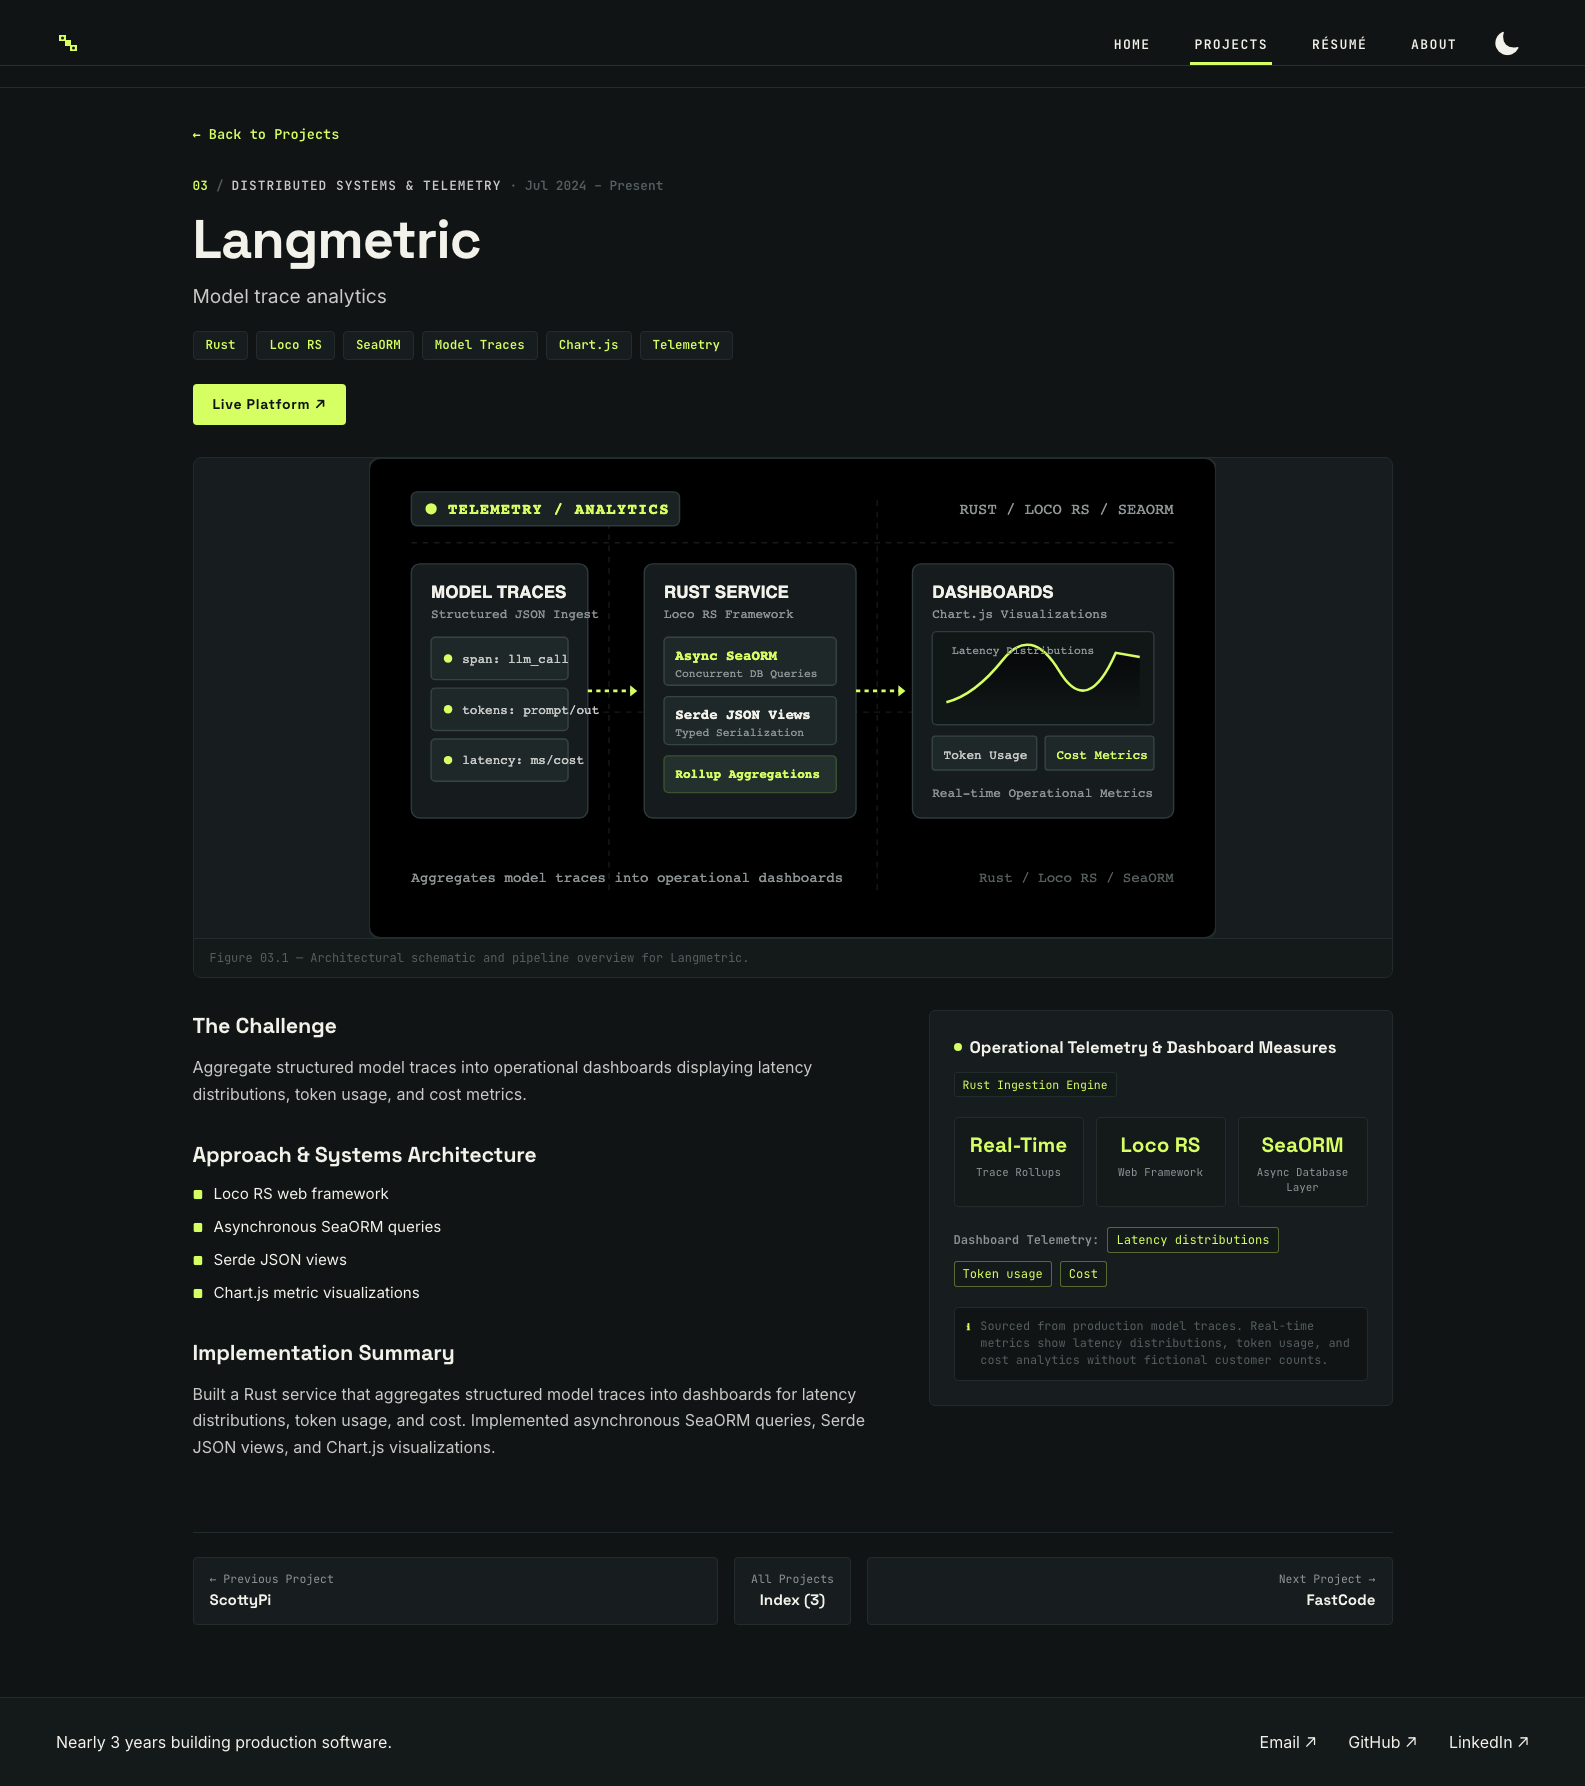 HOME PROJECTS RÉSUMÉ ABOUT
← Back to Projects
03 / DISTRIBUTED SYSTEMS & TELEMETRY · Jul 2024 – Present
Langmetric
Model trace analytics
Rust Loco RS SeaORM Model Traces Chart.js Telemetry
Live Platform ↗
TELEMETRY / ANALYTICS
RUST / LOCO RS / SEAORM
MODEL TRACES
Structured JSON Ingest
span: llm_call
tokens: prompt/out
latency: ms/cost
RUST SERVICE
Loco RS Framework
Async SeaORM
Concurrent DB Queries
Serde JSON Views
Typed Serialization
Rollup Aggregations
DASHBOARDS
Chart.js Visualizations
Latency Distributions
Token Usage
Cost Metrics
Real-time Operational Metrics
Aggregates model traces into operational dashboards
Rust / Loco RS / SeaORM
Figure 03.1 — Architectural schematic and pipeline overview for Langmetric.
The Challenge
Aggregate structured model traces into operational dashboards displaying latency
distributions, token usage, and cost metrics.
Approach & Systems Architecture
Loco RS web framework
Asynchronous SeaORM queries
Serde JSON views
Chart.js metric visualizations
Implementation Summary
Built a Rust service that aggregates structured model traces into dashboards for latency
distributions, token usage, and cost. Implemented asynchronous SeaORM queries, Serde
JSON views, and Chart.js visualizations.
Operational Telemetry & Dashboard Measures
Rust Ingestion Engine
Real-Time
Trace Rollups
Loco RS
Web Framework
SeaORM
Async Database
Layer
Dashboard Telemetry: Latency distributions
Token usage Cost
ℹ Sourced from production model traces. Real-time
metrics show latency distributions, token usage, and
cost analytics without fictional customer counts.
← Previous Project
ScottyPi
All Projects
Index (3)
Next Project →
FastCode
Nearly 3 years building production software.
Email ↗ GitHub ↗ LinkedIn ↗